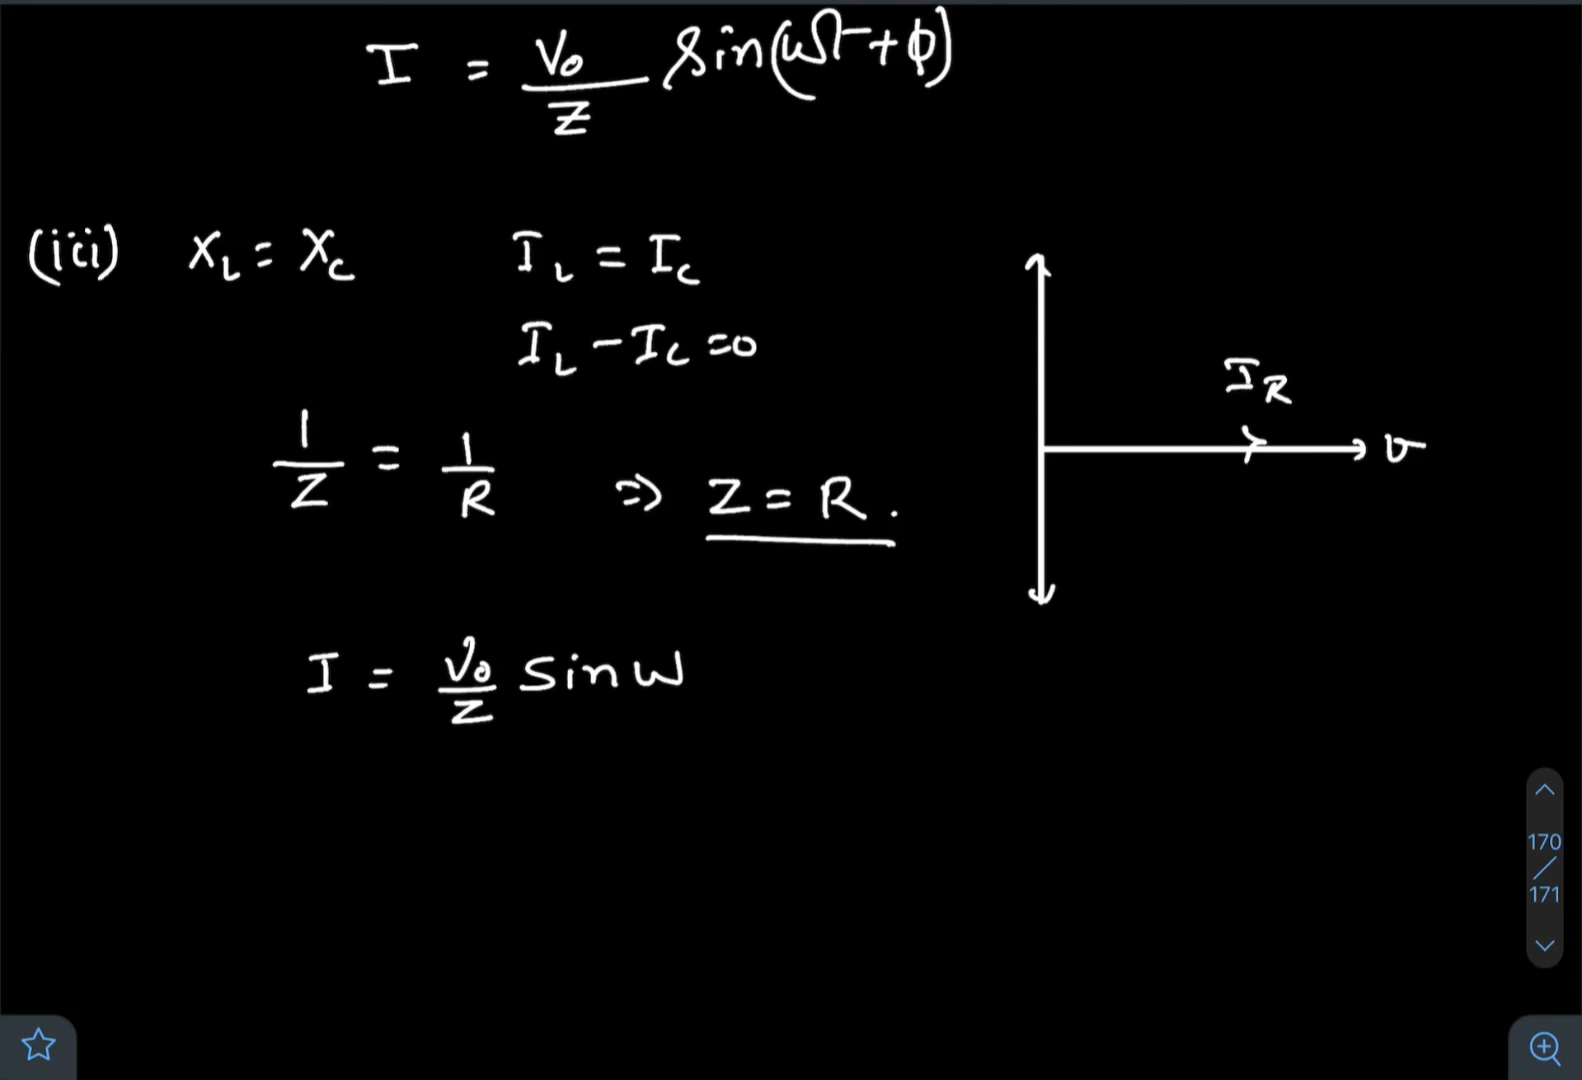 I = V₀/Z sin(ωt+φ)
(iii) X_L = X_C I_L = I_C
I_L - I_C = 0
I_R
v
1/Z = 1/R ⇒ Z = R.
I = V₀/Z sin ω
170
/
171